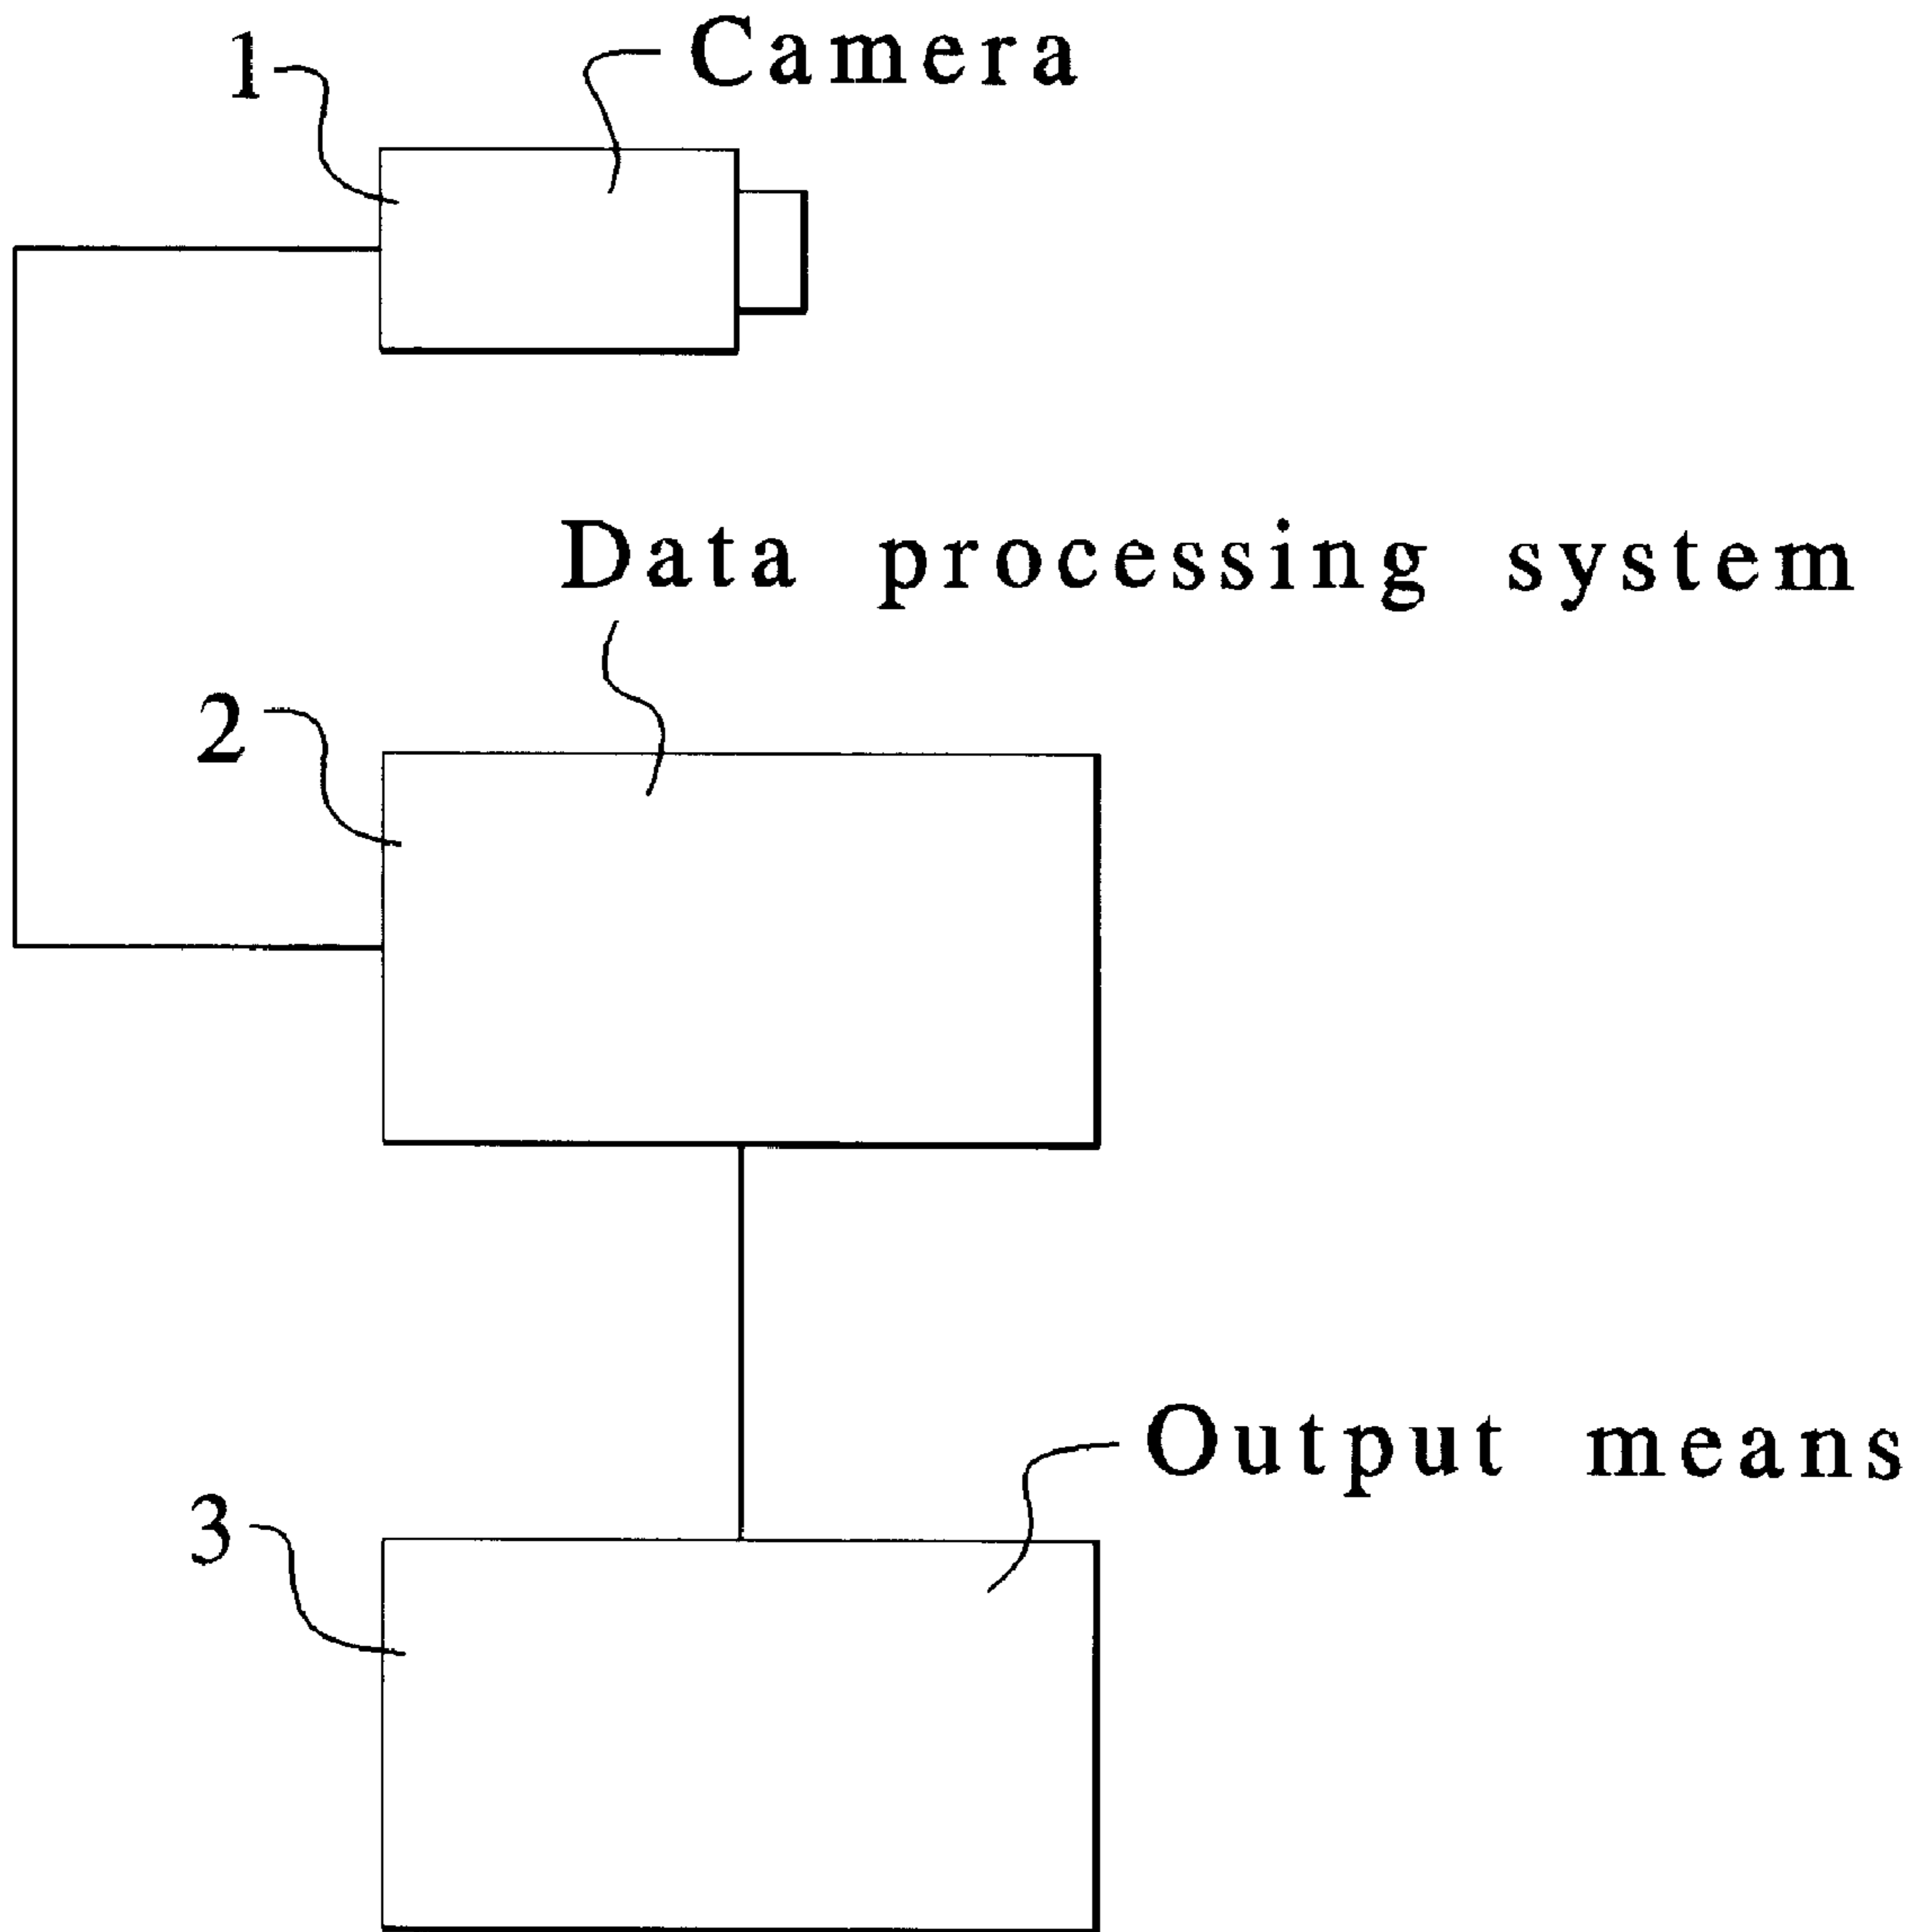 1
Camera
Data processing system
2
Output means
3